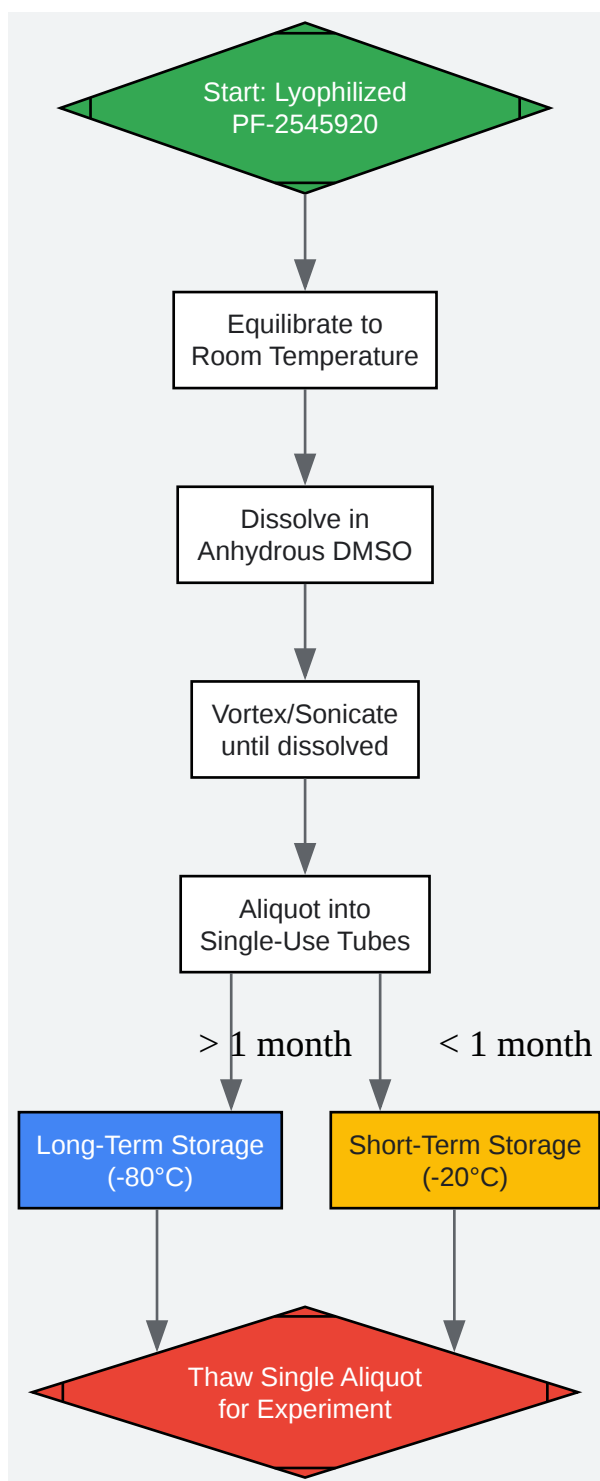 Start: Lyophilized
PF-2545920
Equilibrate to
Room Temperature
Dissolve in
Anhydrous DMSO
Vortex/Sonicate
until dissolved
Aliquot into
Single-Use Tubes
> 1 month
< 1 month
Long-Term Storage
(-80°C)
Short-Term Storage
(-20°C)
Thaw Single Aliquot
for Experiment